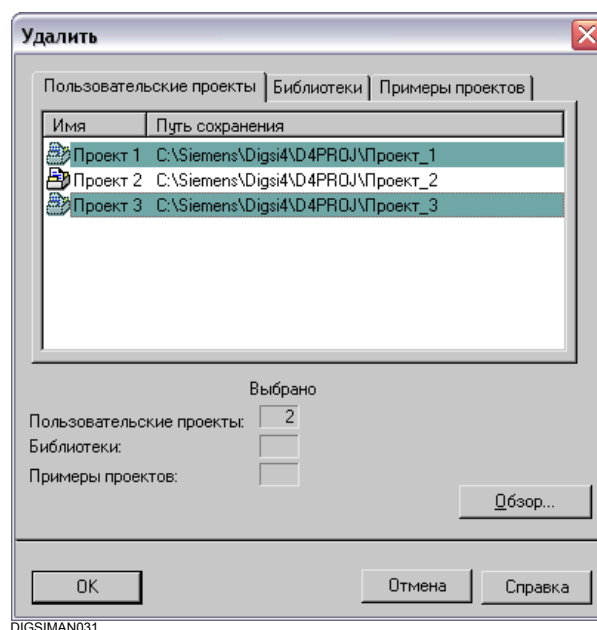 Удалить
Пользовательские проекты Библиотеки Примеры проектов
Имя Путь сохранения
Проект 1 C:\Siemens\Digsi4\D4PROJ\Проект_1
Проект 2 C:\Siemens\Digsi4\D4PROJ\Проект_2
Проект 3 C:\Siemens\Digsi4\D4PROJ\Проект_3
Выбрано
Пользовательские проекты: 2
Библиотеки:
Примеры проектов:
Обзор...
OK Отмена Справка
DIGSIMAN031